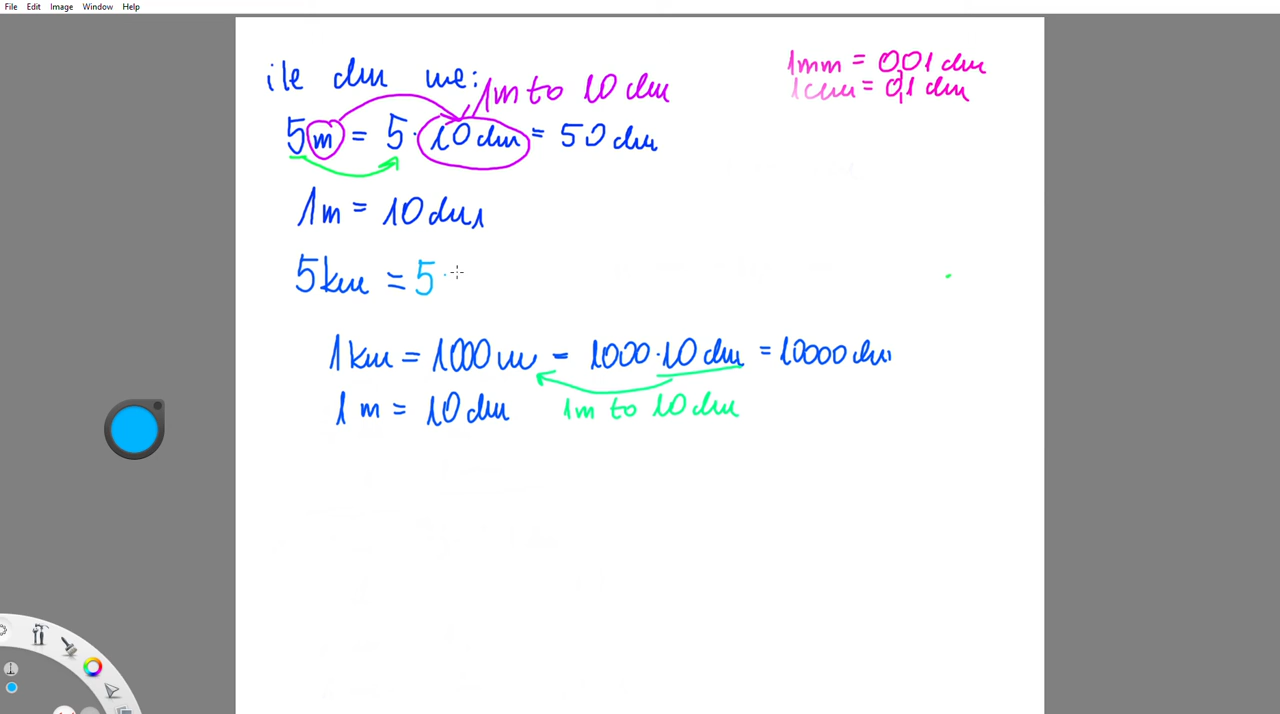 File Edit Image Window Help
ile dm we:
1m to 10 dm
1mm = 0,01 dm
1cm = 0,1 dm
5m = 5 · 10 dm = 50 dm
1m = 10 dm
5km = 5 ·
1km = 1000 m = 1000 · 10 dm = 10000 dm
1 m = 10 dm
1m to 10 dm